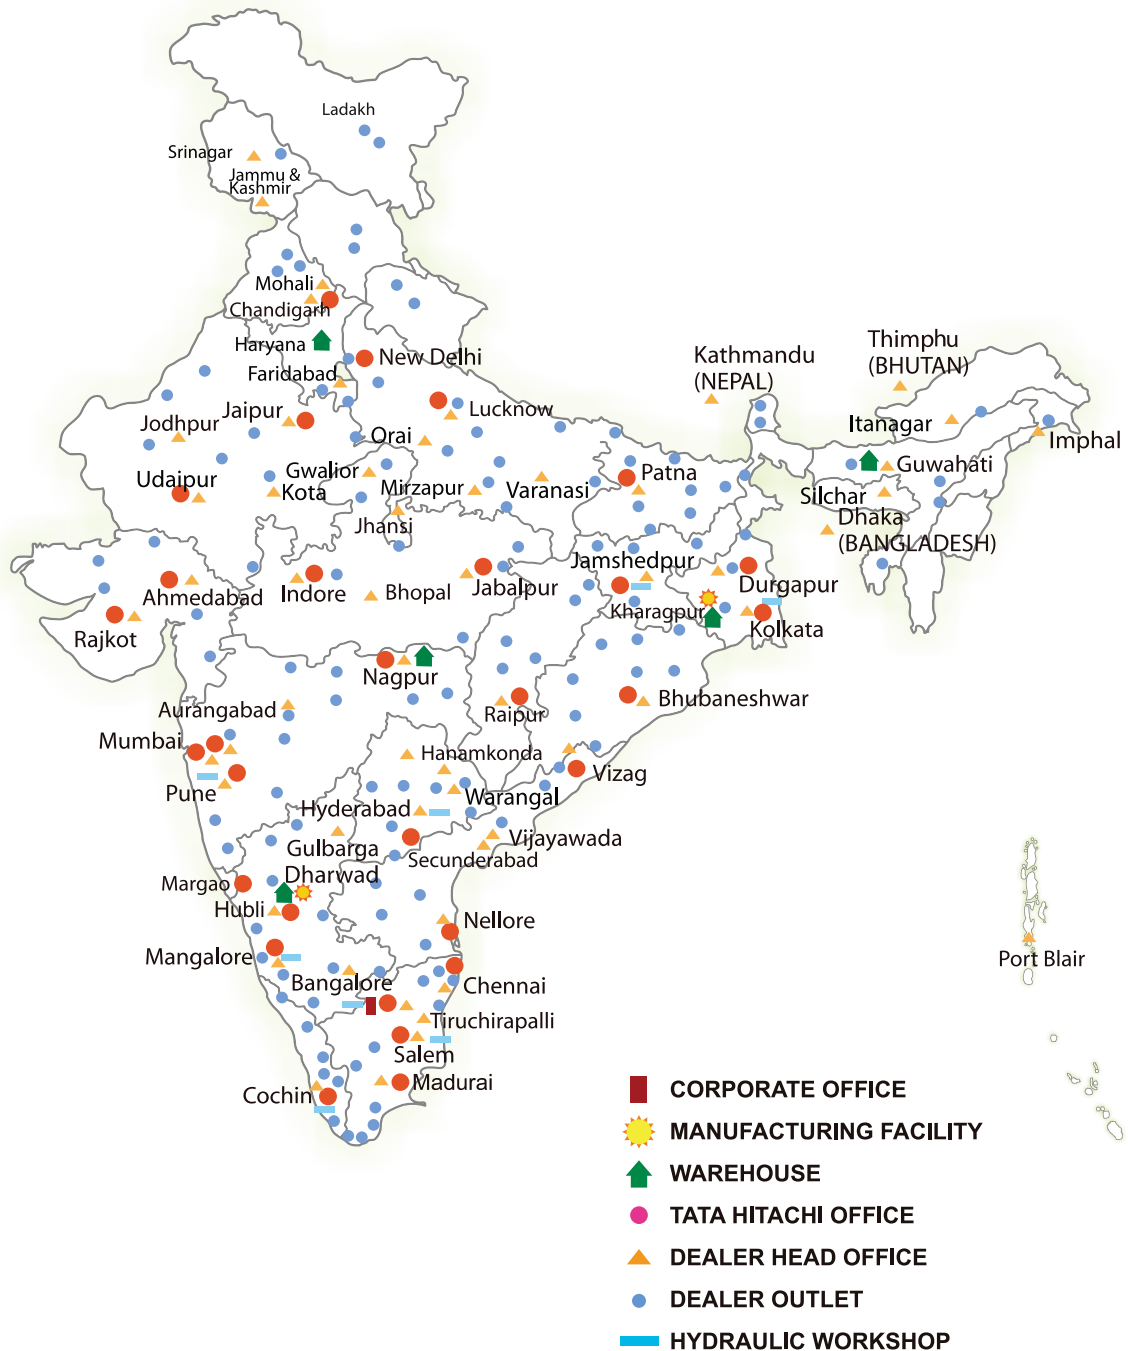 Ladakh
Srinagar
Jammu &
Kashmir
Mohali
Chandigarh
Haryana
New Delhi
Faridabad
Kathmandu
(NEPAL)
Thimphu
(BHUTAN)
Jodhpur
Jaipur
Lucknow
Orai
Itanagar
Imphal
Udaipur
Gwalior
Kota
Mirzapur
Varanasi
Patna
Guwahati
Silchar
Jhansi
Dhaka
(BANGLADESH)
Jamshedpur
Durgapur
Ahmedabad
Indore
Bhopal
Jabalpur
Kharagpur
Kolkata
Rajkot
Nagpur
Aurangabad
Raipur
Bhubaneshwar
Mumbai
Hanamkonda
Vizag
Pune
Hyderabad
Warangal
Gulbarga
Secunderabad
Vijayawada
Margao
Dharwad
Hubli
Nellore
Mangalore
Bangalore
Chennai
Port Blair
Tiruchirapalli
Salem
Madurai
Cochin
CORPORATE OFFICE
MANUFACTURING FACILITY
WAREHOUSE
TATA HITACHI OFFICE
DEALER HEAD OFFICE
DEALER OUTLET
HYDRAULIC WORKSHOP